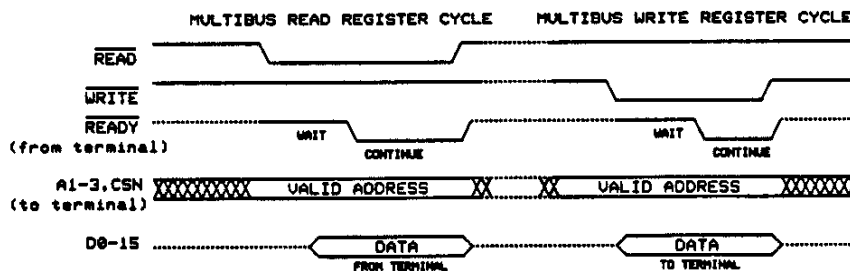 MULTIBUS READ REGISTER CYCLE MULTIBUS WRITE REGISTER CYCLE
READ
WRITE
READY WAIT WAIT
(from terminal) CONTINUE CONTINUE
A1-3,CSN VALID ADDRESS VALID ADDRESS
(to terminal)
D0-15 DATA DATA
FROM TERMINAL TO TERMINAL